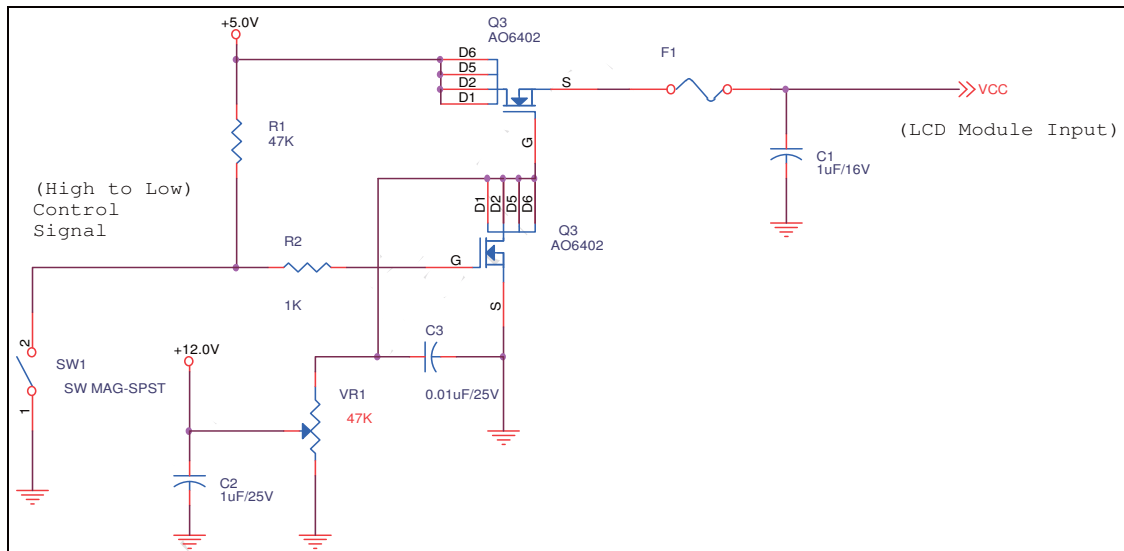 Q3
AO6402
+5.0V
D6
D5
D2
D1
S
G
F1
VCC
(LCD Module Input)
C1
1uF/16V
R1
47K
(High to Low)
Control
Signal
D1
D2
D5
D6
Q3
AO6402
R2
1K
G
S
2
SW1
SW MAG-SPST
1
+12.0V
C3
0.01uF/25V
VR1
47K
C2
1uF/25V